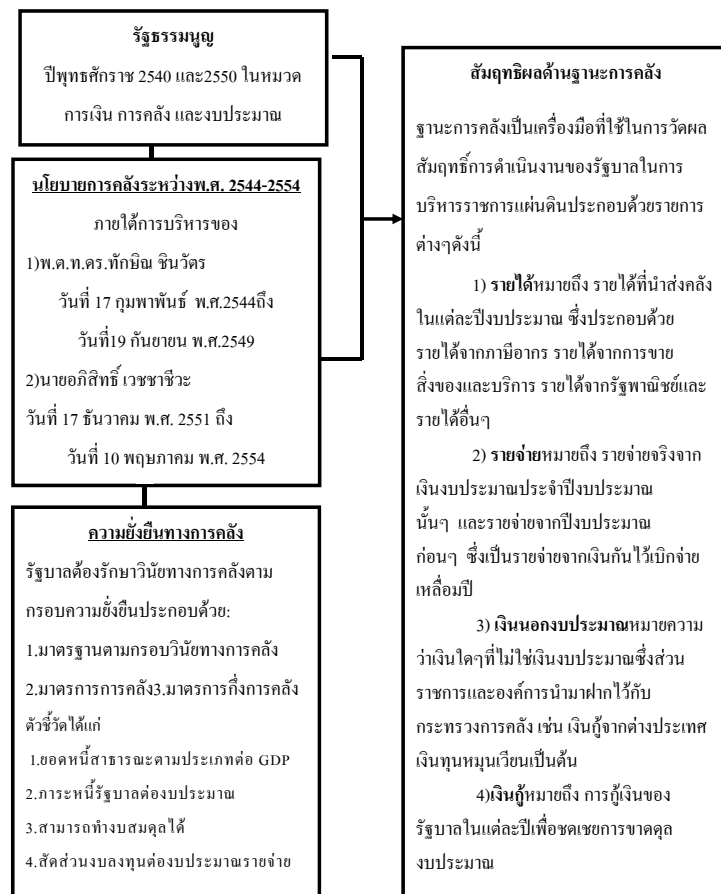 รัฐธรรมนูญ
ปีพุทธสักราช 2540 และ2550 ในหมวด
การเงิน การคลัง และงบประมาณ
นโยบายการคลังระหว่างพ.ศ. 2544-2554
ภายใต้การบริหารของ
1)พ.ต.ท.ดร.ทักษิณ ชินวัตร
วันที่ 17 กุมพาพันธ์ พ.ศ.2544ถึง
วันที่19 กันยายน พ.ศ.2549
2)นายอภิสิทธิ์ เวชชาชีวะ
วันที่ 17 ธันวาคม พ.ศ. 2551 ถึง
วันที่ 10 พฤษภาคม พ.ศ. 2554
ความยั่งยืนทางการคลัง
รัฐบาลต้องรักษาวินัยทางการคลังตาม
กรอบความยั่งยืนประกอบด้วย:
1.มาตรฐานตามกรอบวินัยทางการคลัง
2.มาตรการการคลัง3.มาตรการกึ่งการคลัง
ตัวชี้วัดได้แก่
1.ยอดหนี้สาธารณะตามประเภทต่อ GDP
2.ภาระหนี้รัฐบาลต่องบประมาณ
3.สามารถทำงบสมดุลได้
4.สัดส่วนงบลงทุนต่องบประมาณรายจ่าย
สัมฤทธิผลด้านฐานะการคลัง
ฐานะการคลังเป็นเครื่องมือที่ใช้ในการวัดผล
สัมฤทธิ์การดำเนินงานของรัฐบาลในการ
บริหารราชการแผ่นดินประกอบด้วยรายการ
ต่างๆดังนี้
1) รายได้หมายถึง รายได้ที่นำส่งคลัง
ในแต่ละปีงบประมาณ ซึ่งประกอบด้วย
รายได้จากภาษีอากร รายได้จากการขาย
สิ่งของและบริการ รายได้จากรัฐพาณิชย์และ
รายได้อื่นๆ
2) รายจ่ายหมายถึง รายจ่ายจริงจาก
เงินงบประมาณประจำปีงบประมาณ
นั้นๆ และรายจ่ายจากปีงบประมาณ
ก่อนๆ ซึ่งเป็นรายจ่ายจากเงินกันไว้เบิกจ่าย
เหลื่อมปี
3) เงินนอกงบประมาณหมายความ
ว่าเงินใดๆที่ไม่ใช่เงินงบประมาณซึ่งส่วน
ราชการและองค์การนำมาฝากไว้กับ
กระทรวงการคลัง เช่น เงินกู้จากต่างประเทศ
เงินทุนหมุนเวียนเป็นต้น
4)เงินกู้หมายถึง การกู้เงินของ
รัฐบาลในแต่ละปีเพื่อชดเชยการขาดดุล
งบประมาณ